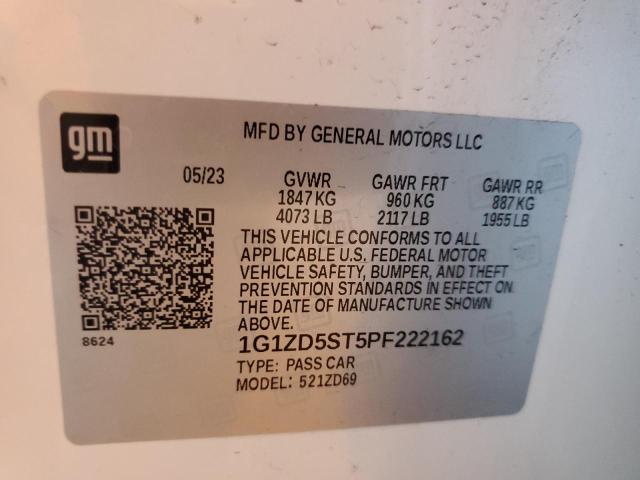 gm
MFD BY GENERAL MOTORS LLC
05/23 GVWR GAWR FRT GAWR RR
1847 KG 960 KG 887 KG
4073 LB 2117 LB 1955 LB
THIS VEHICLE CONFORMS TO ALL
APPLICABLE U.S. FEDERAL MOTOR
VEHICLE SAFETY, BUMPER, AND THEFT
PREVENTION STANDARDS IN EFFECT ON
THE DATE OF MANUFACTURE SHOWN
ABOVE.
8624
1G1ZD5ST5PF222162
TYPE: PASS CAR
MODEL: 521ZD69